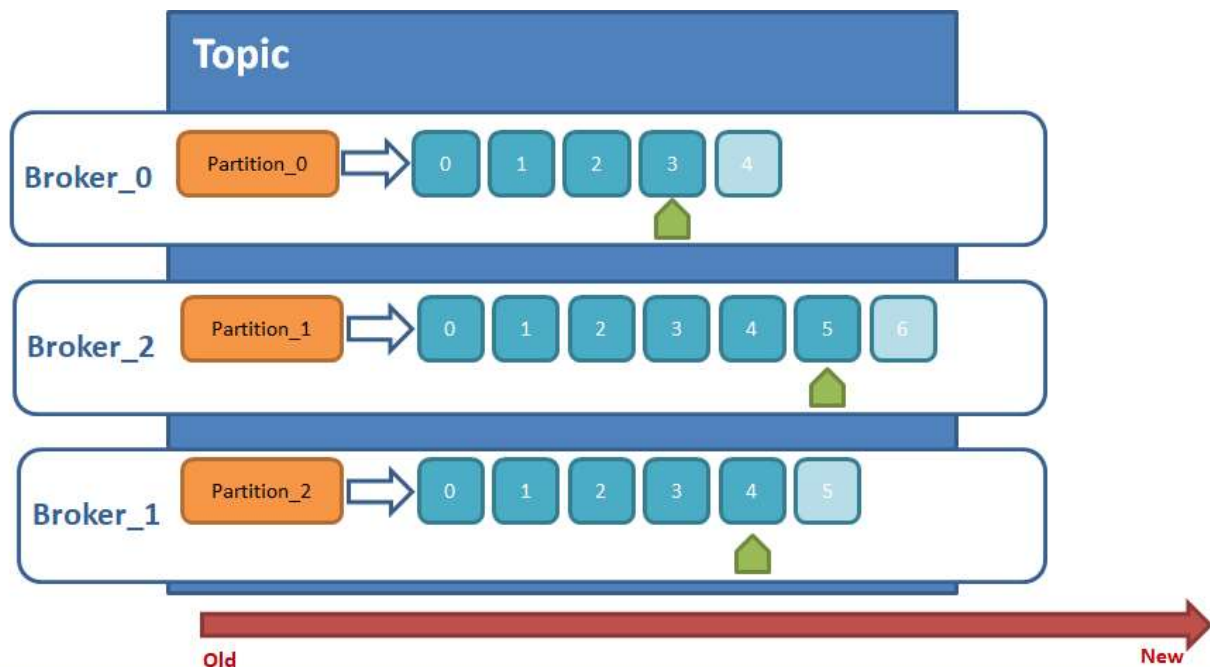 Topic
Broker_0
Partition_0
0 1 2 3 4
Broker_2
Partition_1
0 1 2 3 4 5 6
Broker_1
Partition_2
0 1 2 3 4 5
Old
New